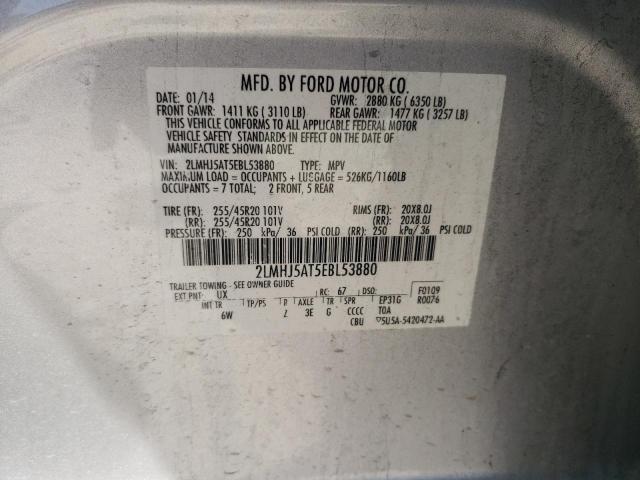 MFD. BY FORD MOTOR CO.
DATE: 01/14 GVWR: 2880 KG ( 6350 LB)
FRONT GAWR: 1411 KG ( 3110 LB) REAR GAWR: 1477 KG ( 3257 LB)
THIS VEHICLE CONFORMS TO ALL APPLICABLE FEDERAL MOTOR
VEHICLE SAFETY STANDARDS IN EFFECT ON THE DATE OF
MANUFACTURE SHOWN ABOVE.
VIN: 2LMHJ5AT5EBL53880 TYPE: MPV
MAXIMUM LOAD = OCCUPANTS + LUGGAGE = 526KG/1160LB
OCCUPANTS = 7 TOTAL; 2 FRONT, 5 REAR
TIRE (FR): 255/45R20 101V RIMS (FR): 20X8.0J
(RR): 255/45R20 101V (RR): 20X8.0J
PRESSURE (FR): 250 kPa/ 36 PSI COLD (RR): 250 kPa/ 36 PSI COLD
2LMHJ5AT5EBL53880
TRAILER TOWING - SEE OWNER GUIDE
EXT PNT: UX RC: 67 DSO: F0109
INT TR TP/PS R AXLE TR SPR EP31G R0076
6W 3E G CCCC TOA
CBU 5U5A-5420472-AA